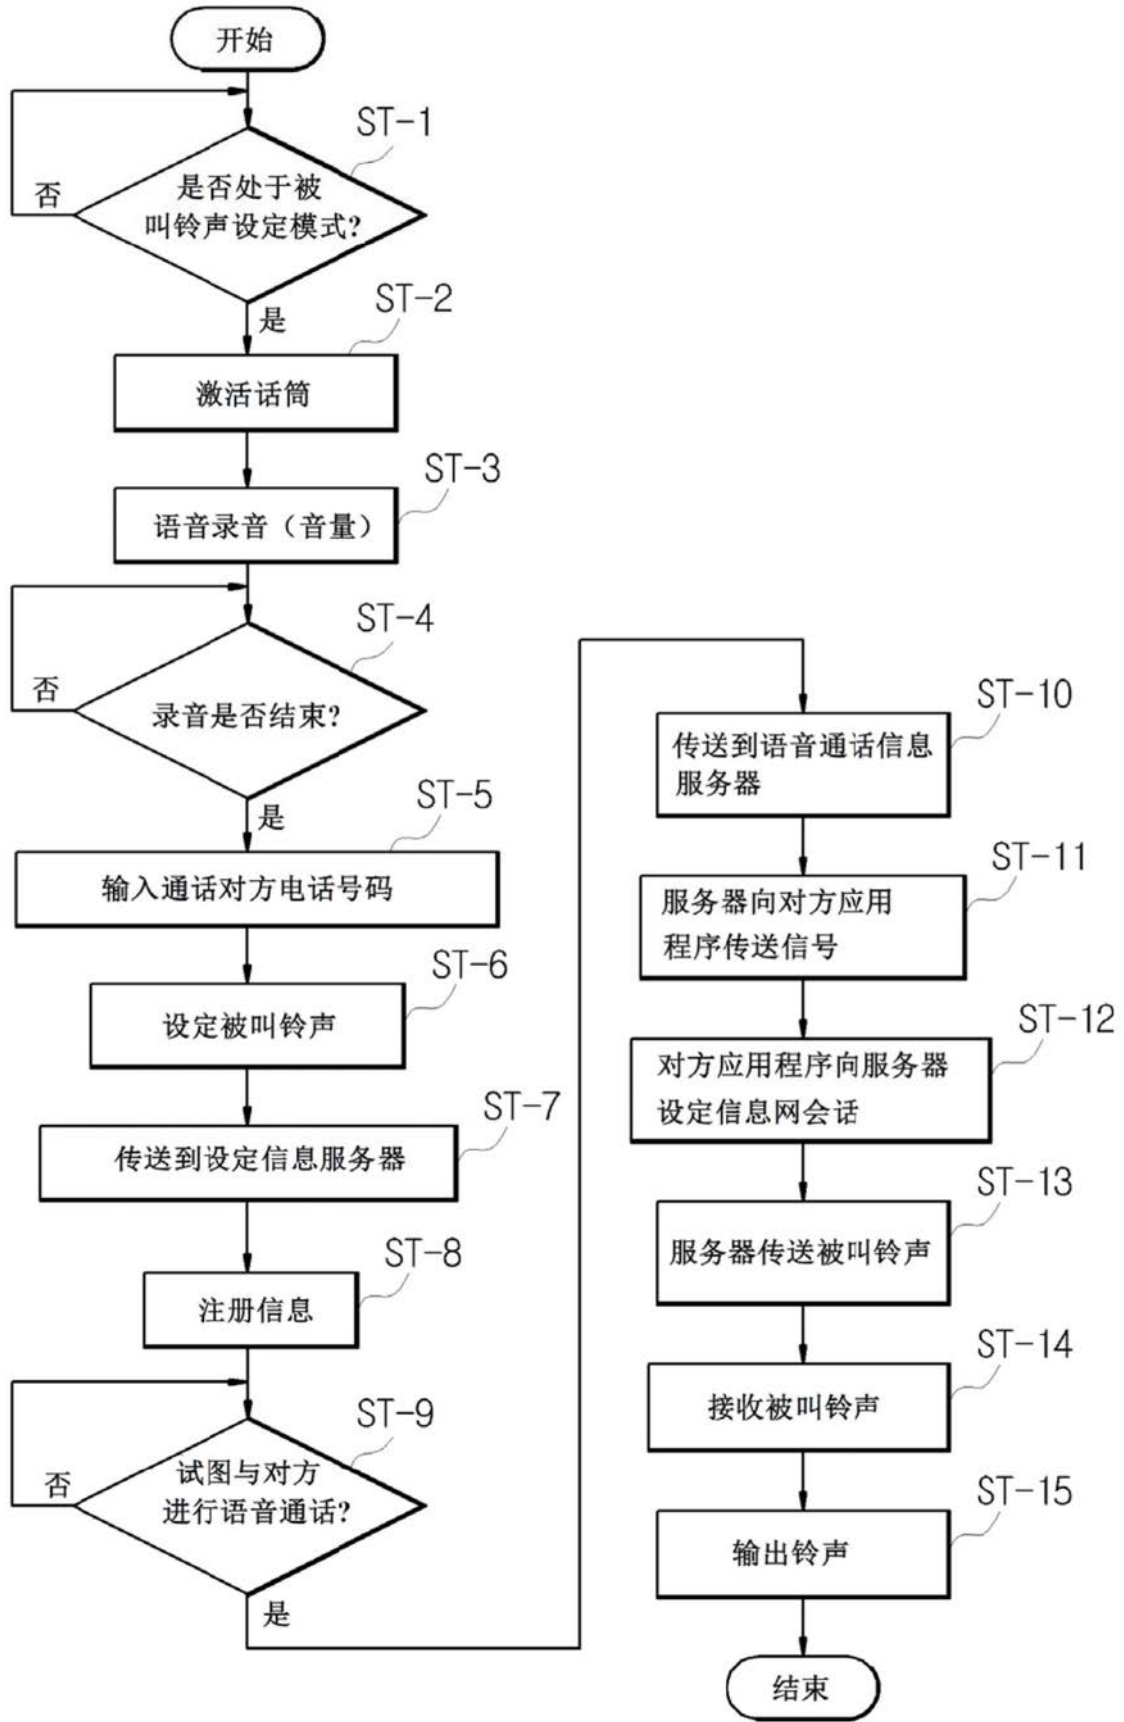 开始
ST-1
是否处于被
叫铃声设定模式?
否
是
ST-2
激活话筒
ST-3
语音录音（音量）
ST-4
录音是否结束?
否
是
ST-5
输入通话对方电话号码
ST-6
设定被叫铃声
ST-7
传送到设定信息服务器
ST-8
注册信息
ST-9
试图与对方
进行语音通话?
否
是
ST-10
传送到语音通话信息
服务器
ST-11
服务器向对方应用
程序传送信号
ST-12
对方应用程序向服务器
设定信息网会话
ST-13
服务器传送被叫铃声
ST-14
接收被叫铃声
ST-15
输出铃声
结束